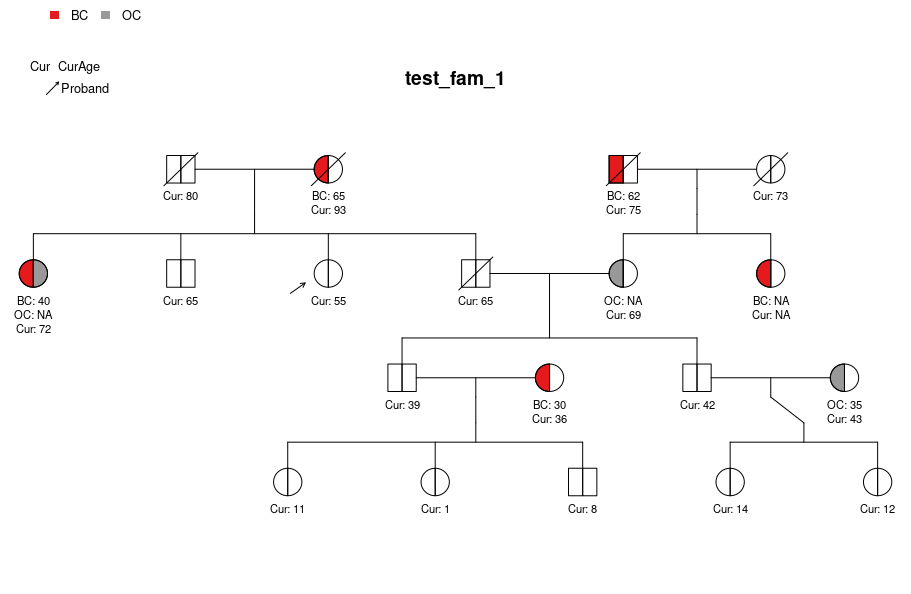 BC OC
Cur CurAge
Proband
test_fam_1
Cur: 80
BC: 65
Cur: 93
BC: 62
Cur: 75
Cur: 73
BC: 40
OC: NA
Cur: 72
Cur: 65
Cur: 55
Cur: 65
OC: NA
Cur: 69
BC: NA
Cur: NA
Cur: 39
BC: 30
Cur: 36
Cur: 42
OC: 35
Cur: 43
Cur: 11
Cur: 1
Cur: 8
Cur: 14
Cur: 12